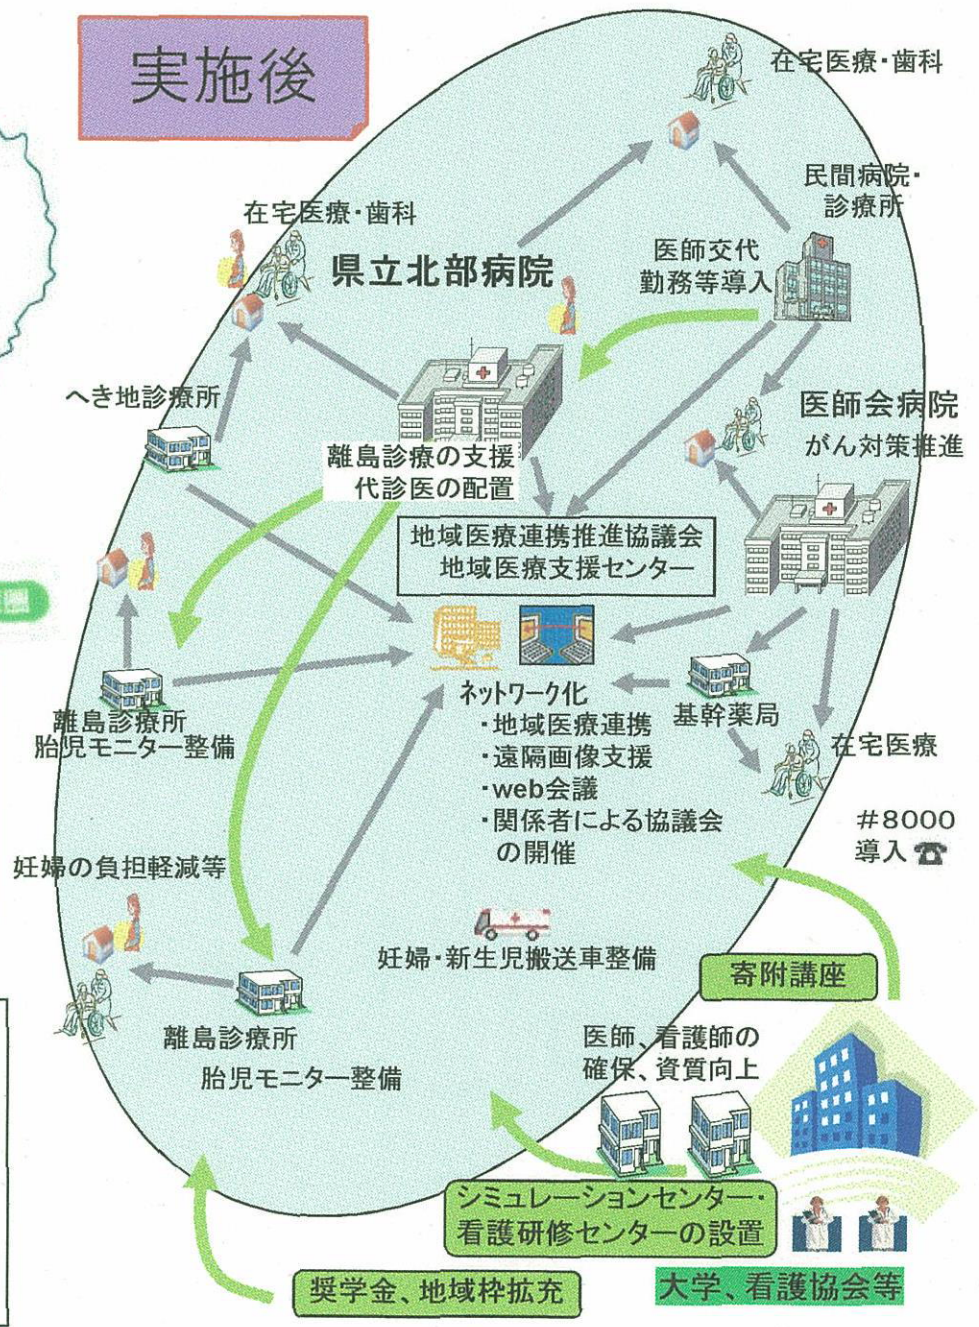 実施後
在宅医療・歯科
民間病院・
診療所
在宅医療・歯科
県立北部病院
医師交代
勤務等導入
へき地診療所
医師会病院
がん対策推進
離島診療の支援
代診医の配置
地域医療連携推進協議会
地域医療支援センター
ネットワーク化
・地域医療連携
・遠隔画像支援
・web会議
・関係者による協議会
の開催
基幹薬局
離島診療所
胎児モニター整備
在宅医療
#8000
導入☎
妊婦の負担軽減等
妊婦・新生児搬送車整備
寄附講座
離島診療所
胎児モニター整備
医師、看護師の
確保、資質向上
シミュレーションセンター・
看護研修センターの設置
奨学金、地域枠拡充
大学、看護協会等